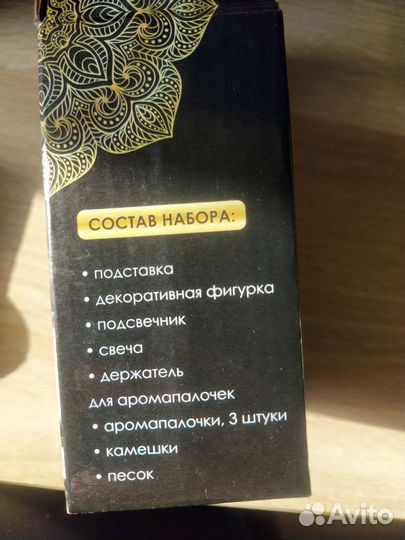 СОСТАВ НАБОРА:
• подставка
• декоративная фигурка
• подсвечник
• свеча
• держатель
для аромапалочек
• аромапалочки, 3 штуки
• камешки
• песок
Avito